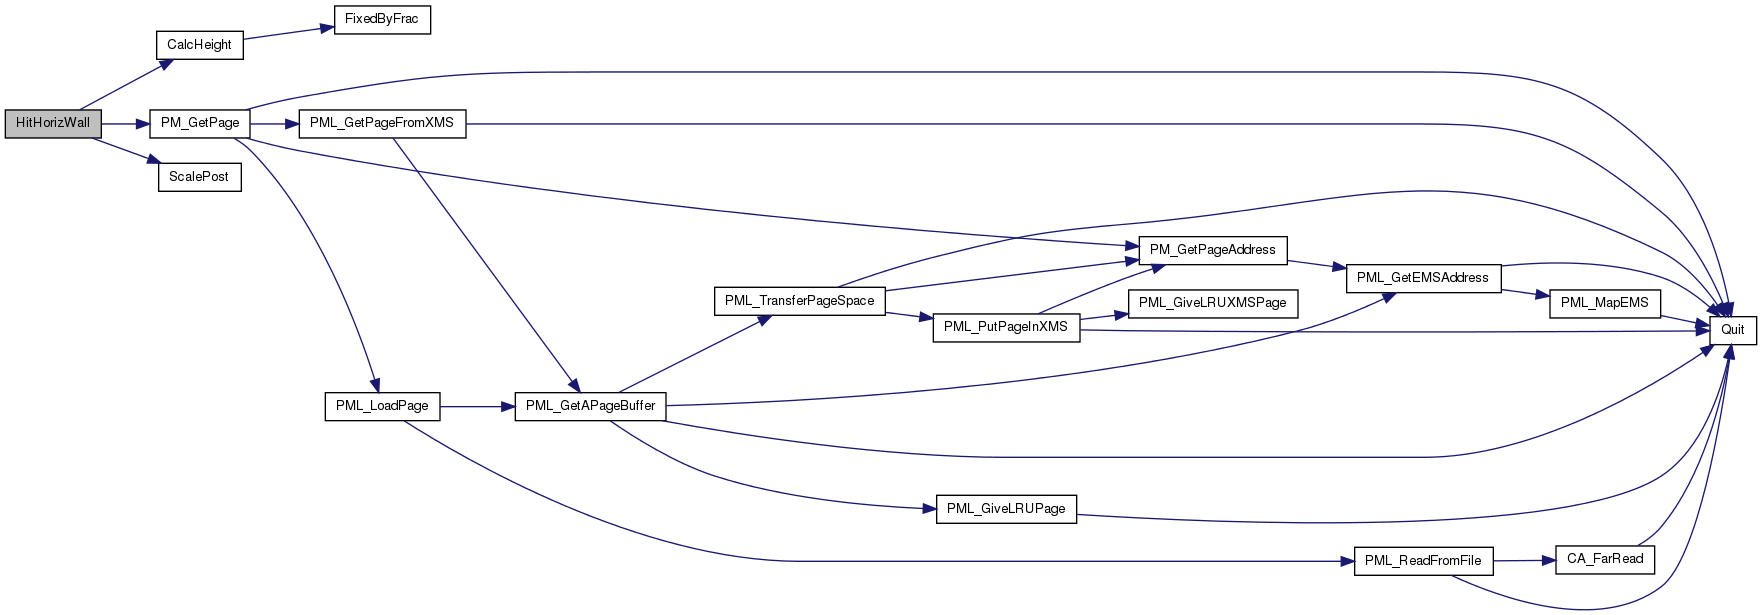 FixedByFrac
CalcHeight
HitHorizWall
PM_GetPage
PML_GetPageFromXMS
ScalePost
PM_GetPageAddress
PML_GetEMSAddress
PML_TransferPageSpace
PML_GiveLRUXMSPage
PML_MapEMS
PML_PutPageInXMS
Quit
PML_LoadPage
PML_GetAPageBuffer
PML_GiveLRUPage
PML_ReadFromFile
CA_FarRead